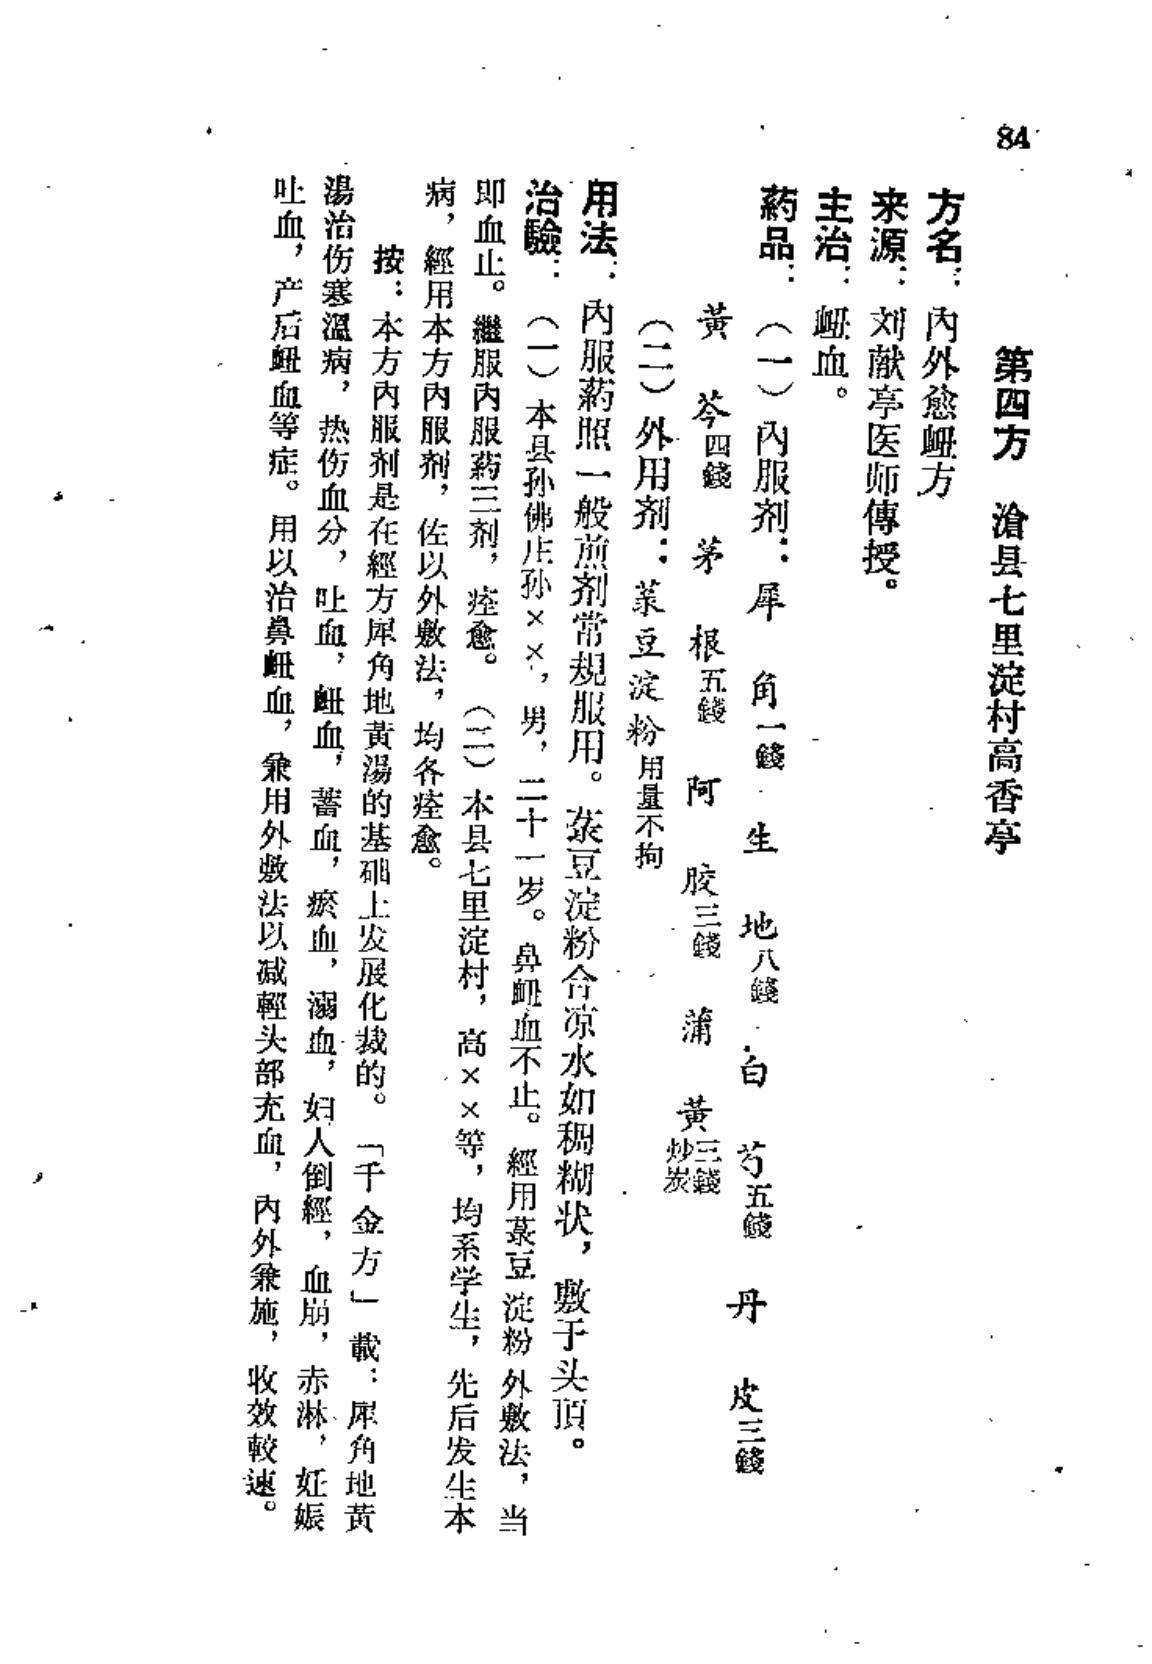 84
第四方　滄县七里淀村高香亭
方名：內外愈衄方
来源：刘献亭医师傳授。
主治：衄血。
葯品：（一）內服剂：犀　角一錢　生　地八錢　白　芍五錢　丹　皮三錢
黃　芩四錢　茅　根五錢　阿　胶三錢　蒲　黃三錢炒炭
（二）外用剂：菉豆淀粉用量不拘
用法：內服葯照一般煎剂常規服用。菉豆淀粉合凉水如稠糊状，敷于头頂。
治驗：（一）本县孙佛庄孙××，男，二十一岁。鼻衄血不止。經用菉豆淀粉外敷法，当
即血止。繼服內服葯三剂，痊愈。（二）本县七里淀村，高××等，均系学生，先后发生本
病，經用本方內服剂，佐以外敷法，均各痊愈。
按：本方內服剂是在經方犀角地黃湯的基础上发展化裁的。「千金方」載：犀角地黃
湯治伤寒溫病，热伤血分，吐血，衄血，蓄血，瘀血，溺血，妇人倒經，血崩，赤淋，妊娠
吐血，产后衄血等症。用以治鼻衄血，兼用外敷法以减輕头部充血，內外兼施，收效較速。